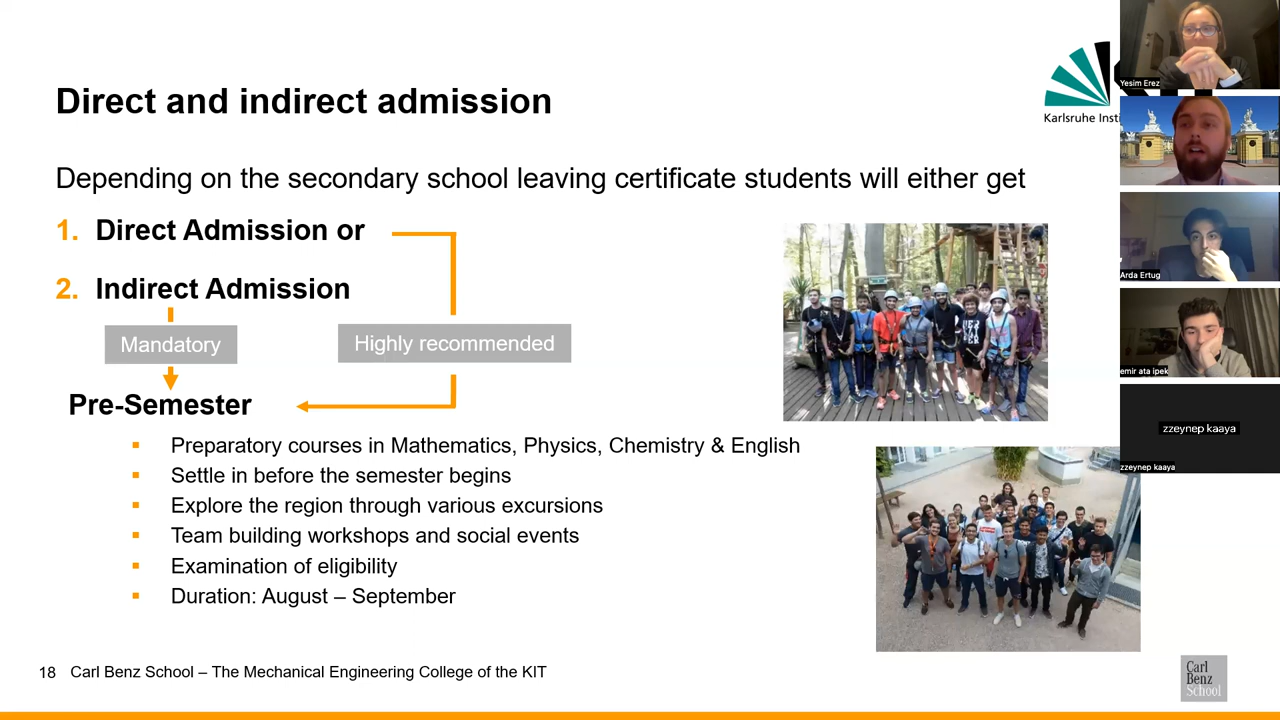 Direct and indirect admission
Karlsruhe Insti
Depending on the secondary school leaving certificate students will either get
1. Direct Admission or
2. Indirect Admission
Mandatory
Highly recommended
Pre-Semester
▪ Preparatory courses in Mathematics, Physics, Chemistry & English
▪ Settle in before the semester begins
▪ Explore the region through various excursions
▪ Team building workshops and social events
▪ Examination of eligibility
▪ Duration: August – September
18 Carl Benz School – The Mechanical Engineering College of the KIT
Carl
Benz
School
Yesim Erez
Arda Ertug
emir ata ipek
zzeynep kaaya
zzeynep kaaya